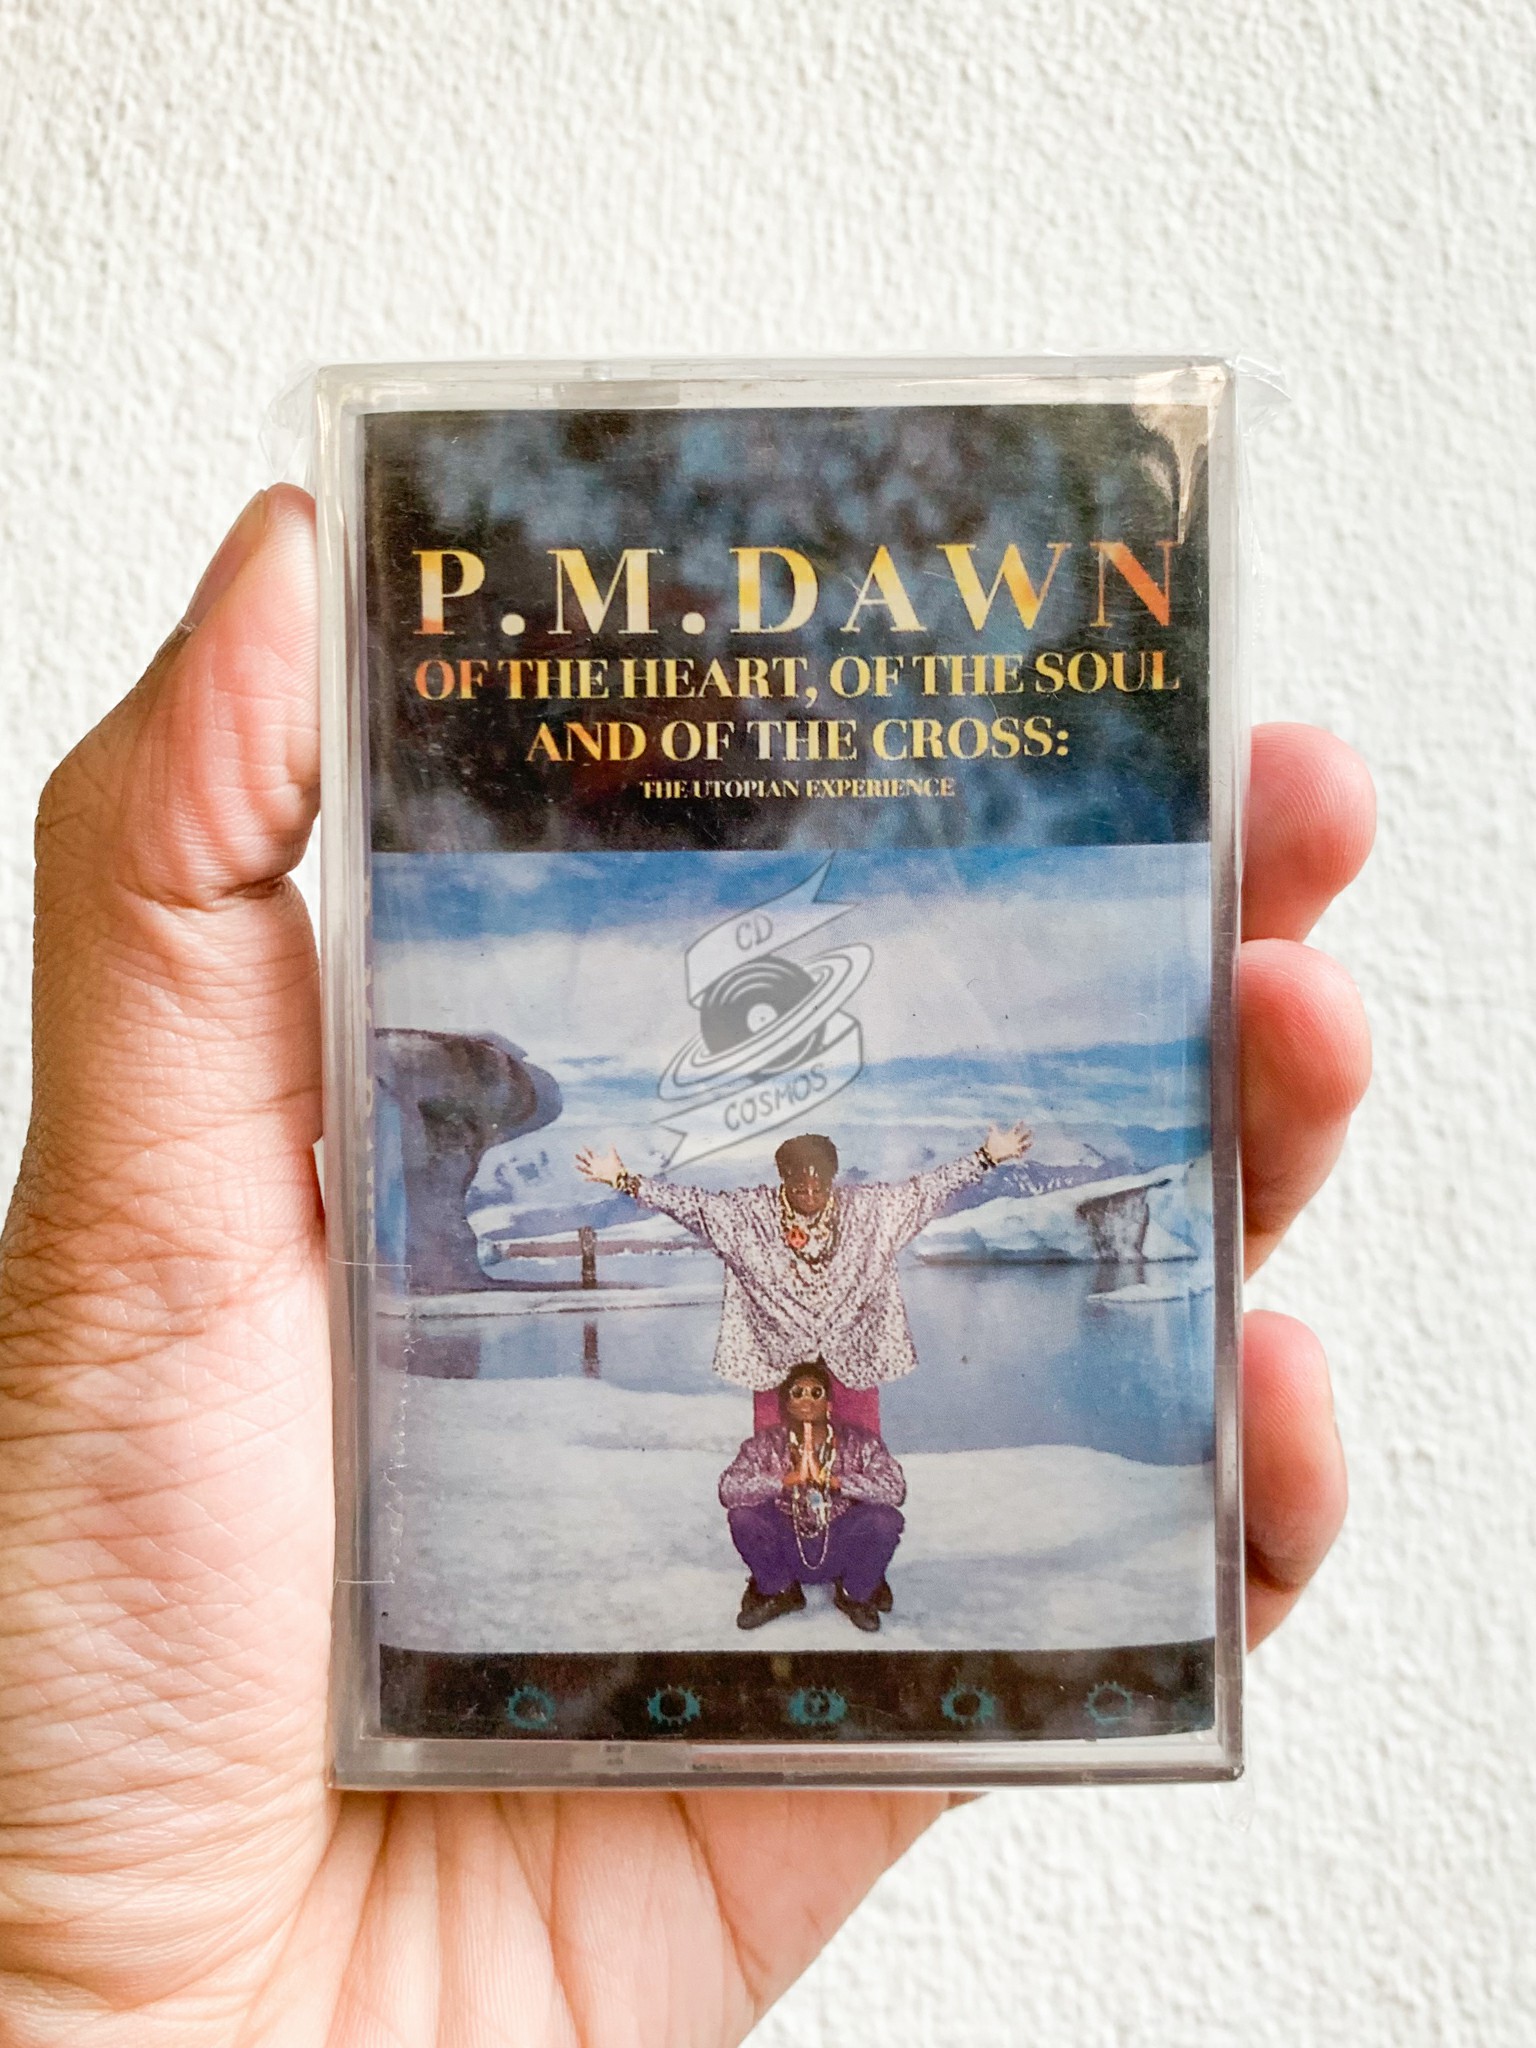 P.M.DAWN
OF THE HEART, OF THE SOUL
AND OF THE CROSS:
THE UTOPIAN EXPERIENCE
CD
COSMOS